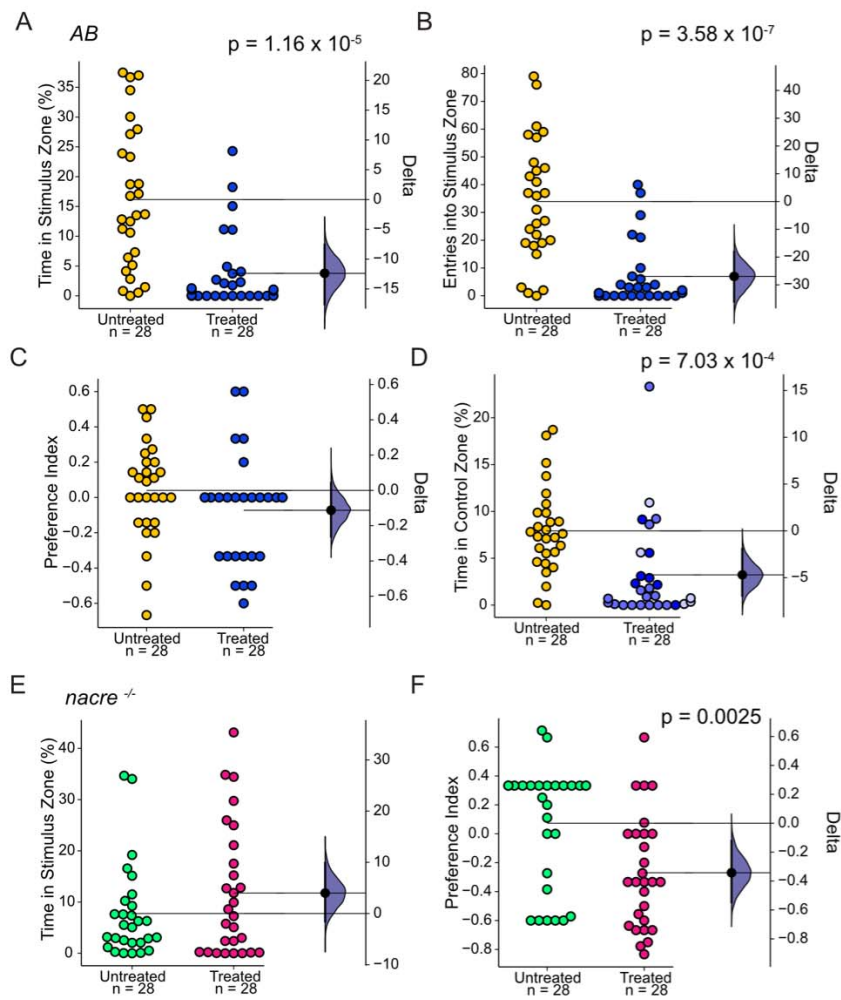 A
AB
p = 1.16 x 10-5
Time in Stimulus Zone (%)
35
30
25
20
15
10
5
0
20
15
10
5
0
−5
−10
−15
Delta
Untreated
n = 28
Treated
n = 28
B
p = 3.58 x 10-7
Entries into Stimulus Zone
80
70
60
50
40
30
20
10
0
40
30
20
10
0
−10
−20
−30
Delta
Untreated
n = 28
Treated
n = 28
C
Preference Index
0.6
0.4
0.2
0.0
−0.2
−0.4
−0.6
0.6
0.4
0.2
0.0
−0.2
−0.4
−0.6
Delta
Untreated
n = 28
Treated
n = 28
D
p = 7.03 x 10-4
Time in Control Zone (%)
20
15
10
5
0
15
10
5
0
−5
Delta
Untreated
n = 28
Treated
n = 28
E
nacre -/-
Time in Stimulus Zone (%)
40
30
20
10
0
30
20
10
0
−10
Delta
Untreated
n = 28
Treated
n = 28
F
p = 0.0025
Preference Index
0.8
0.6
0.4
0.2
0.0
−0.2
−0.4
−0.6
−0.8
0.6
0.4
0.2
0.0
−0.2
−0.4
−0.6
−0.8
Delta
Untreated
n = 28
Treated
n = 28